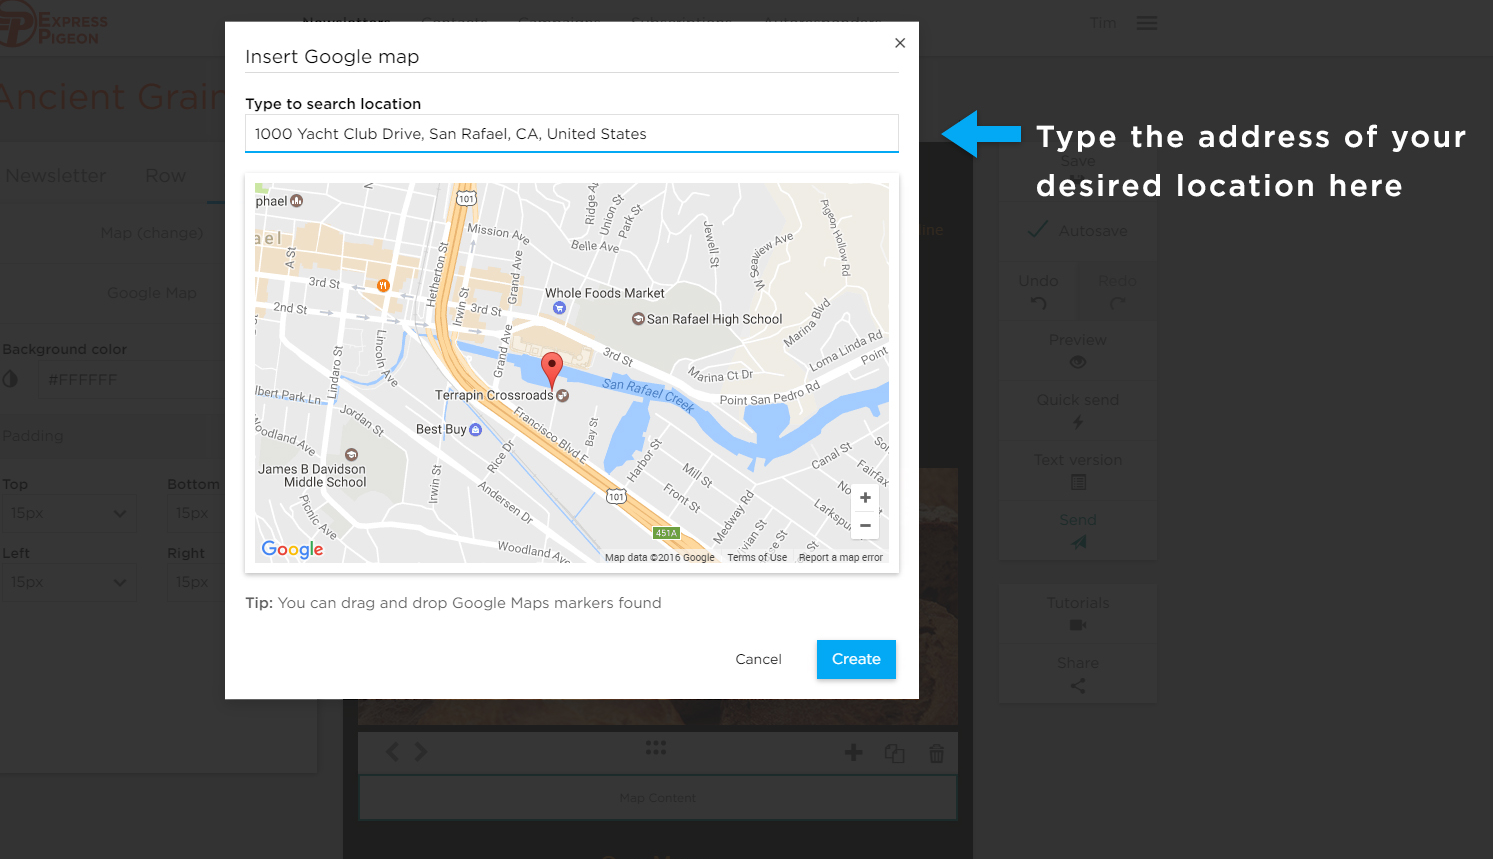 EXPRESS
PIGEON
Newsletters Contacts Campaigns Subscriptions Autoresponders
Tim
Ancient Grain
Insert Google map
Type to search location
1000 Yacht Club Drive, San Rafael, CA, United States
Type the address of your
desired location here
Newsletter Row
Map (change)
Google Map
Background color
#FFFFFF
Padding
Top Bottom
15px 15px
Left Right
15px 15px
phael
ael
101
Mission Ave
Belle Ave
Ridge A
Union St
Park St
Jewell St
W Seaview Ave
Pigeon Hollow Rd
A St
3rd St
2nd St
Hetherton St
Irwin St
Grand Ave
Whole Foods Market
3rd St
San Rafael High School
Marina Blvd
Loma Linda Rd
Point
Lindaro St
Lincoln Ave
Grand Ave
3rd St
Marina Ct Dr
San Rafael Creek
Point San Pedro Rd
Terrapin Crossroads
lbert Park Ln
Jordan St
Best Buy
Francisco Blvd E
Bay St
Woodland Ave
James B Davidson
Middle School
Irwin St
Rice Dr
Harbor St
Mill St
Front St
Canal St
Sol
Fairfax
No
Larkspu
Picnic Ave
Andersen Dr
101
Medway Rd
Vivian St
se St
451A
Woodland Ave
Google
Map data ©2016 Google Terms of Use Report a map error
+
−
Tip: You can drag and drop Google Maps markers found
Cancel Create
ine
Save
Autosave
Undo Redo
Preview
Quick send
Text version
Send
Tutorials
Share
Map Content